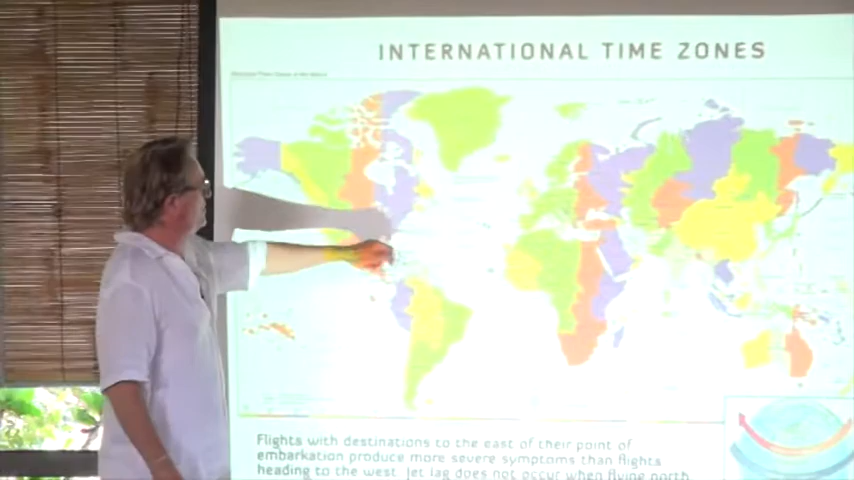 INTERNATIONAL TIME ZONES
Flights with destinations to the east of their point of
embarkation produce more severe symptoms than flights
heading to the west. Jet lag does not occur when flying north